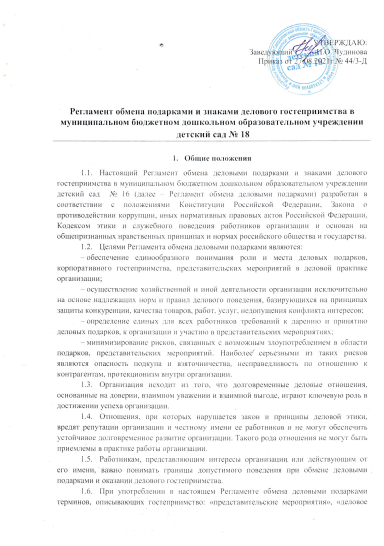 УТВЕРЖДАЮ:
Заведующий Н.О. Чудинова
Приказ от 27.08.2021г № 44/3-Д
Регламент обмена подарками и знаками делового гостеприимства в
муниципальном бюджетном дошкольном образовательном учреждении
детский сад № 18
1. Общие положения
1.1. Настоящий Регламент обмена деловыми подарками и знаками делового
гостеприимства в муниципальном бюджетном дошкольном образовательном учреждении
детский сад № 16 (далее – Регламент обмена деловыми подарками) разработан в
соответствии с положениями Конституции Российской Федерации, Закона о
противодействии коррупции, иных нормативных правовых актов Российской Федерации,
Кодексом этики и служебного поведения работников организации и основан на
общепризнанных нравственных принципах и нормах российского общества и государства.
1.2. Целями Регламента обмена деловыми подарками являются:
– обеспечение единообразного понимания роли и места деловых подарков,
корпоративного гостеприимства, представительских мероприятий в деловой практике
организации;
– осуществление хозяйственной и иной деятельности организации исключительно
на основе надлежащих норм и правил делового поведения, базирующихся на принципах
защиты конкуренции, качества товаров, работ, услуг, недопущения конфликта интересов;
– определение единых для всех работников требований к дарению и принятию
деловых подарков, к организации и участию в представительских мероприятиях;
– минимизирование рисков, связанных с возможным злоупотреблением в области
подарков, представительских мероприятий. Наиболее серьезными из таких рисков
являются опасность подкупа и взяточничества, несправедливость по отношению к
контрагентам, протекционизм внутри организации.
1.3. Организация исходит из того, что долговременные деловые отношения,
основанные на доверии, взаимном уважении и взаимной выгоде, играют ключевую роль в
достижении успеха организации.
1.4. Отношения, при которых нарушается закон и принципы деловой этики,
вредят репутации организации и честному имени ее работников и не могут обеспечить
устойчивое долговременное развитие организации. Такого рода отношения не могут быть
приемлемы в практике работы организации.
1.5. Работникам, представляющим интересы организации или действующим от
его имени, важно понимать границы допустимого поведения при обмене деловыми
подарками и оказании делового гостеприимства.
1.6. При употреблении в настоящем Регламенте обмена деловыми подарками
терминов, описывающих гостеприимство: «представительские мероприятия», «деловое